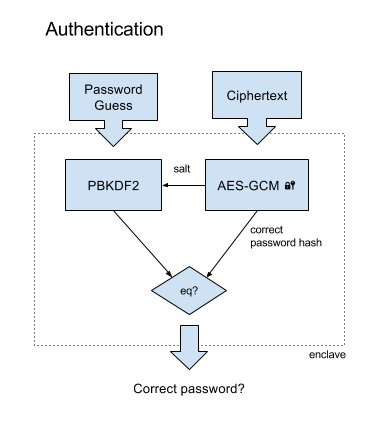 Authentication
Password
Guess
Ciphertext
PBKDF2
salt
AES-GCM
correct
password hash
eq?
enclave
Correct password?